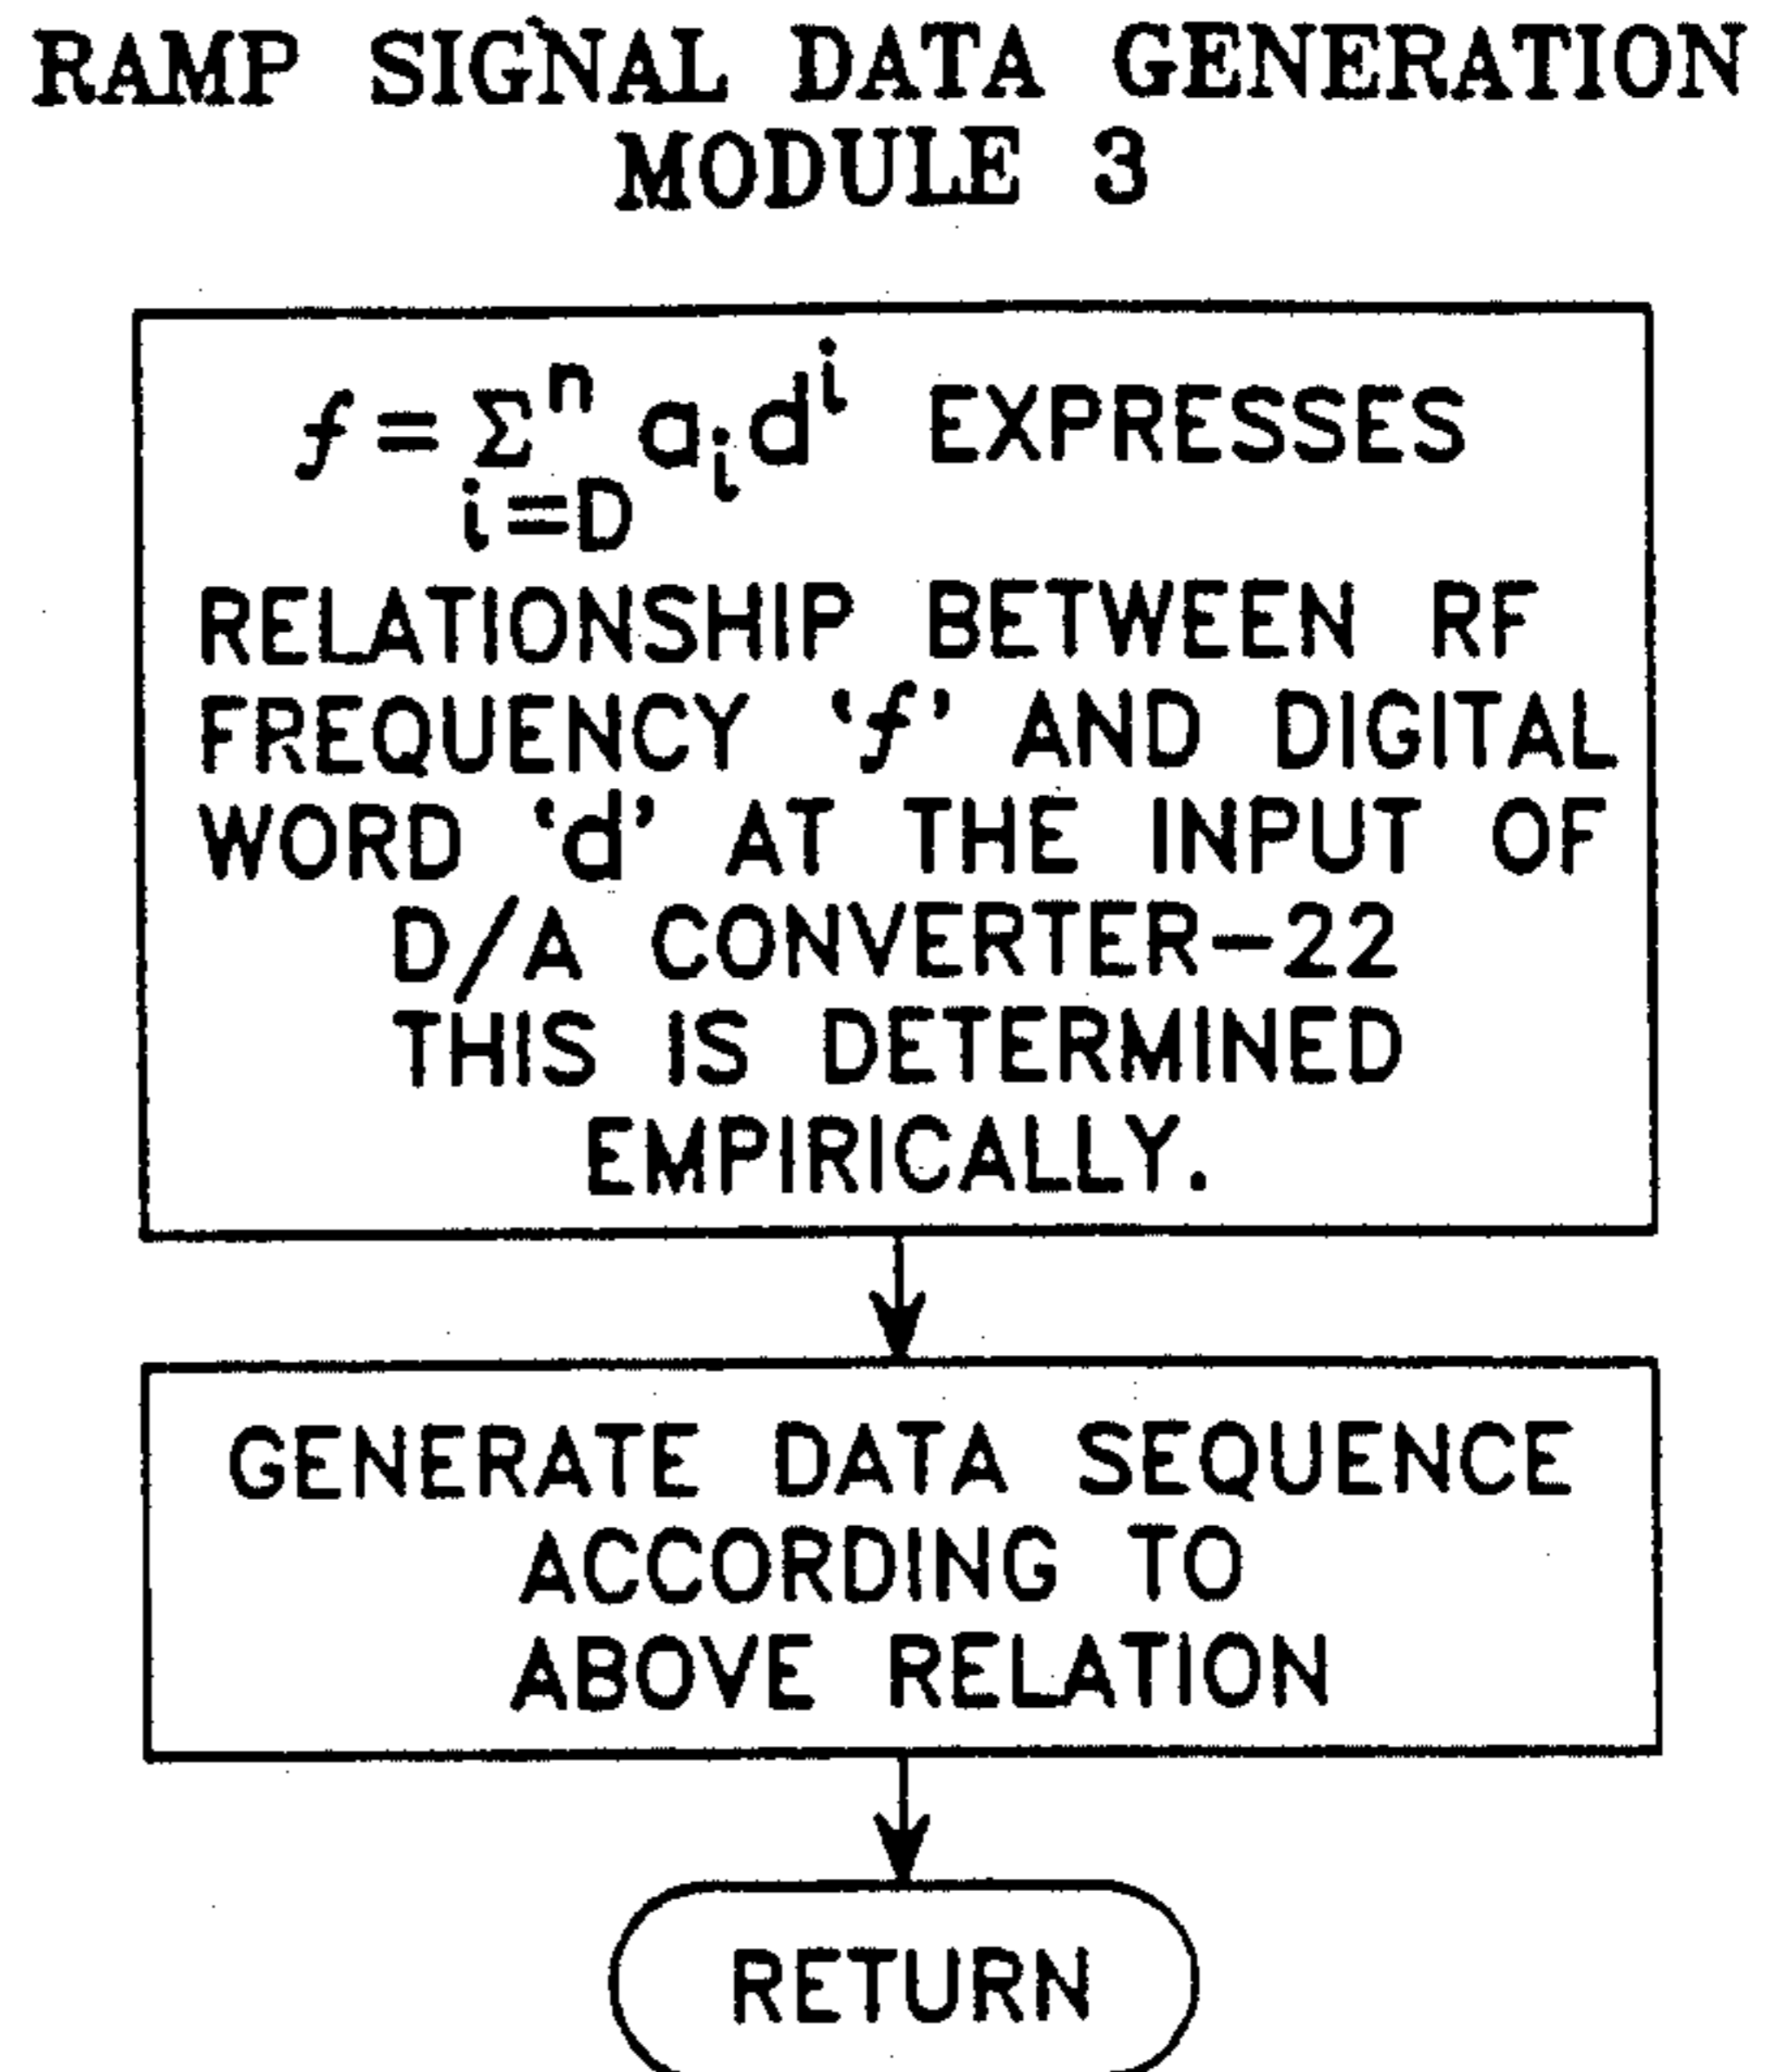 RAMP SIGNAL DATA GENERATION
MODULE 3
f = Σⁿ aᵢdⁱ EXPRESSES
i=D
RELATIONSHIP BETWEEN RF
FREQUENCY ‘f’ AND DIGITAL
WORD ‘d’ AT THE INPUT OF
D/A CONVERTER–22
THIS IS DETERMINED
EMPIRICALLY.
GENERATE DATA SEQUENCE
ACCORDING TO
ABOVE RELATION
RETURN